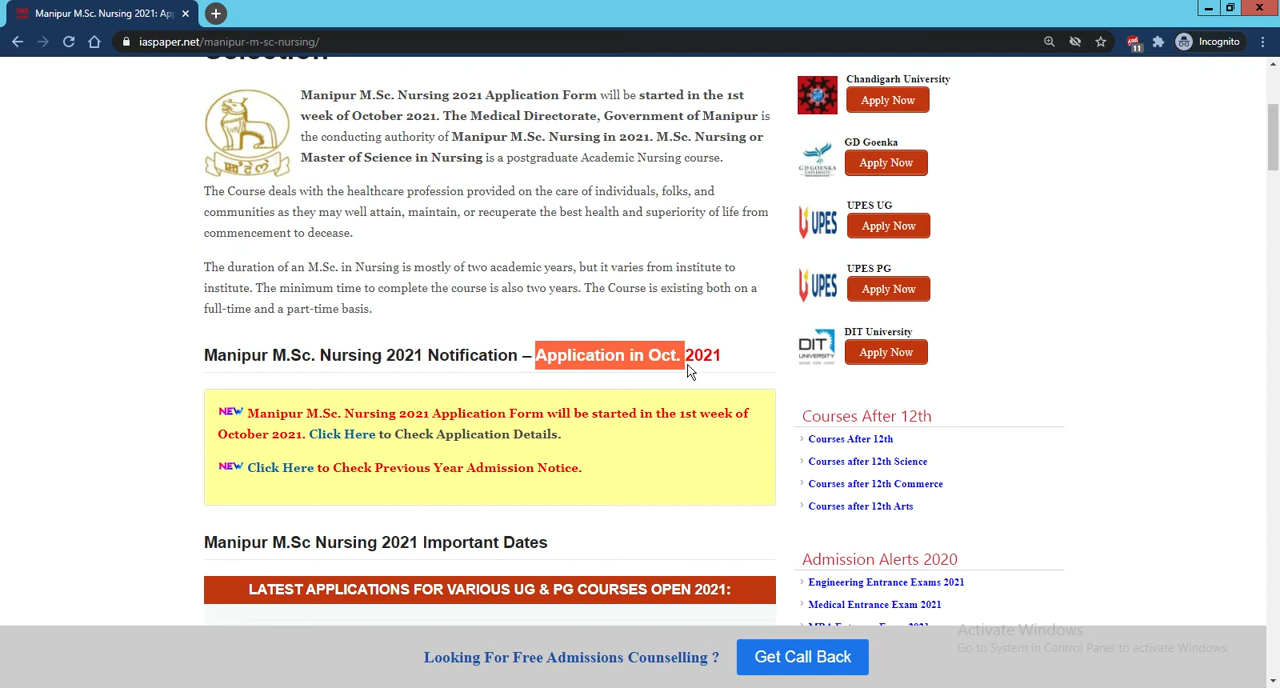 Manipur M.Sc. Nursing 2021: Ap
iaspaper.net/manipur-m-sc-nursing/
11
Incognito
Selection
Manipur M.Sc. Nursing 2021 Application Form will be started in the 1st
week of October 2021. The Medical Directorate, Government of Manipur is
the conducting authority of Manipur M.Sc. Nursing in 2021. M.Sc. Nursing or
Master of Science in Nursing is a postgraduate Academic Nursing course.
The Course deals with the healthcare profession provided on the care of individuals, folks, and
communities as they may well attain, maintain, or recuperate the best health and superiority of life from
commencement to decease.
The duration of an M.Sc. in Nursing is mostly of two academic years, but it varies from institute to
institute. The minimum time to complete the course is also two years. The Course is existing both on a
full-time and a part-time basis.
Manipur M.Sc. Nursing 2021 Notification – Application in Oct. 2021
NEW Manipur M.Sc. Nursing 2021 Application Form will be started in the 1st week of
October 2021. Click Here to Check Application Details.
NEW Click Here to Check Previous Year Admission Notice.
Manipur M.Sc Nursing 2021 Important Dates
LATEST APPLICATIONS FOR VARIOUS UG & PG COURSES OPEN 2021:
Chandigarh University
Apply Now
GD Goenka
GD GOENKA
UNIVERSITY
Apply Now
UPES UG
UPES
Apply Now
UPES PG
UPES
Apply Now
DIT University
DIT
UNIVERSITY
Apply Now
Courses After 12th
Courses After 12th
Courses after 12th Science
Courses after 12th Commerce
Courses after 12th Arts
Admission Alerts 2020
Engineering Entrance Exams 2021
Medical Entrance Exam 2021
MBA Entrance Exam 2021
Activate Windows
Go to System in Control Panel to activate Windows.
Looking For Free Admissions Counselling ?
Get Call Back